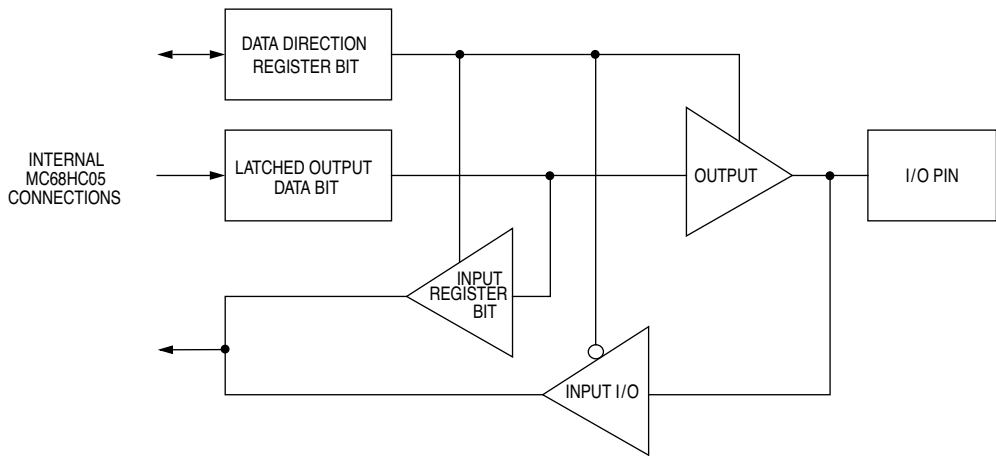 DATA DIRECTION
REGISTER BIT
INTERNAL
MC68HC05
CONNECTIONS
LATCHED OUTPUT
DATA BIT
OUTPUT
I/O PIN
INPUT
REGISTER
BIT
INPUT I/O